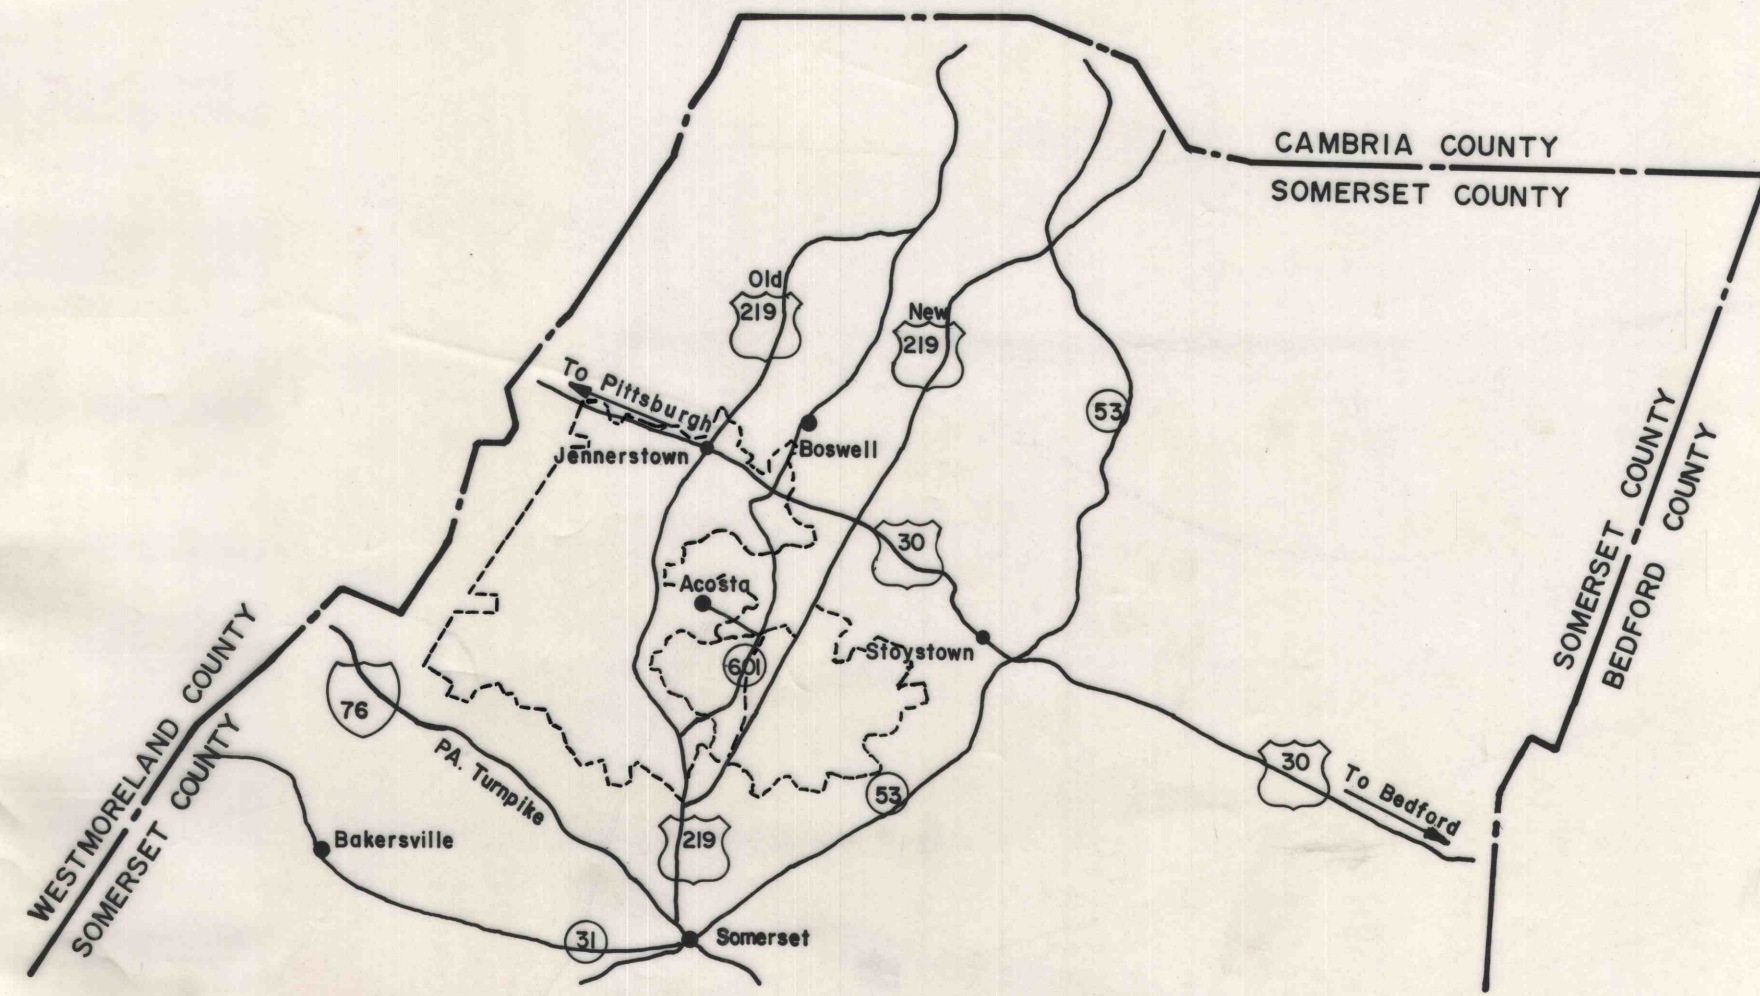 CAMBRIA COUNTY
SOMERSET COUNTY
Old
219
New
219
To Pittsburgh
53
Boswell
Jennerstown
SOMERSET COUNTY
BEDFORD COUNTY
30
Acosta
Stoystown
601
WESTMORELAND COUNTY
SOMERSET COUNTY
76
PA. Turnpike
30
To Bedford
53
Bakersville
219
31
Somerset